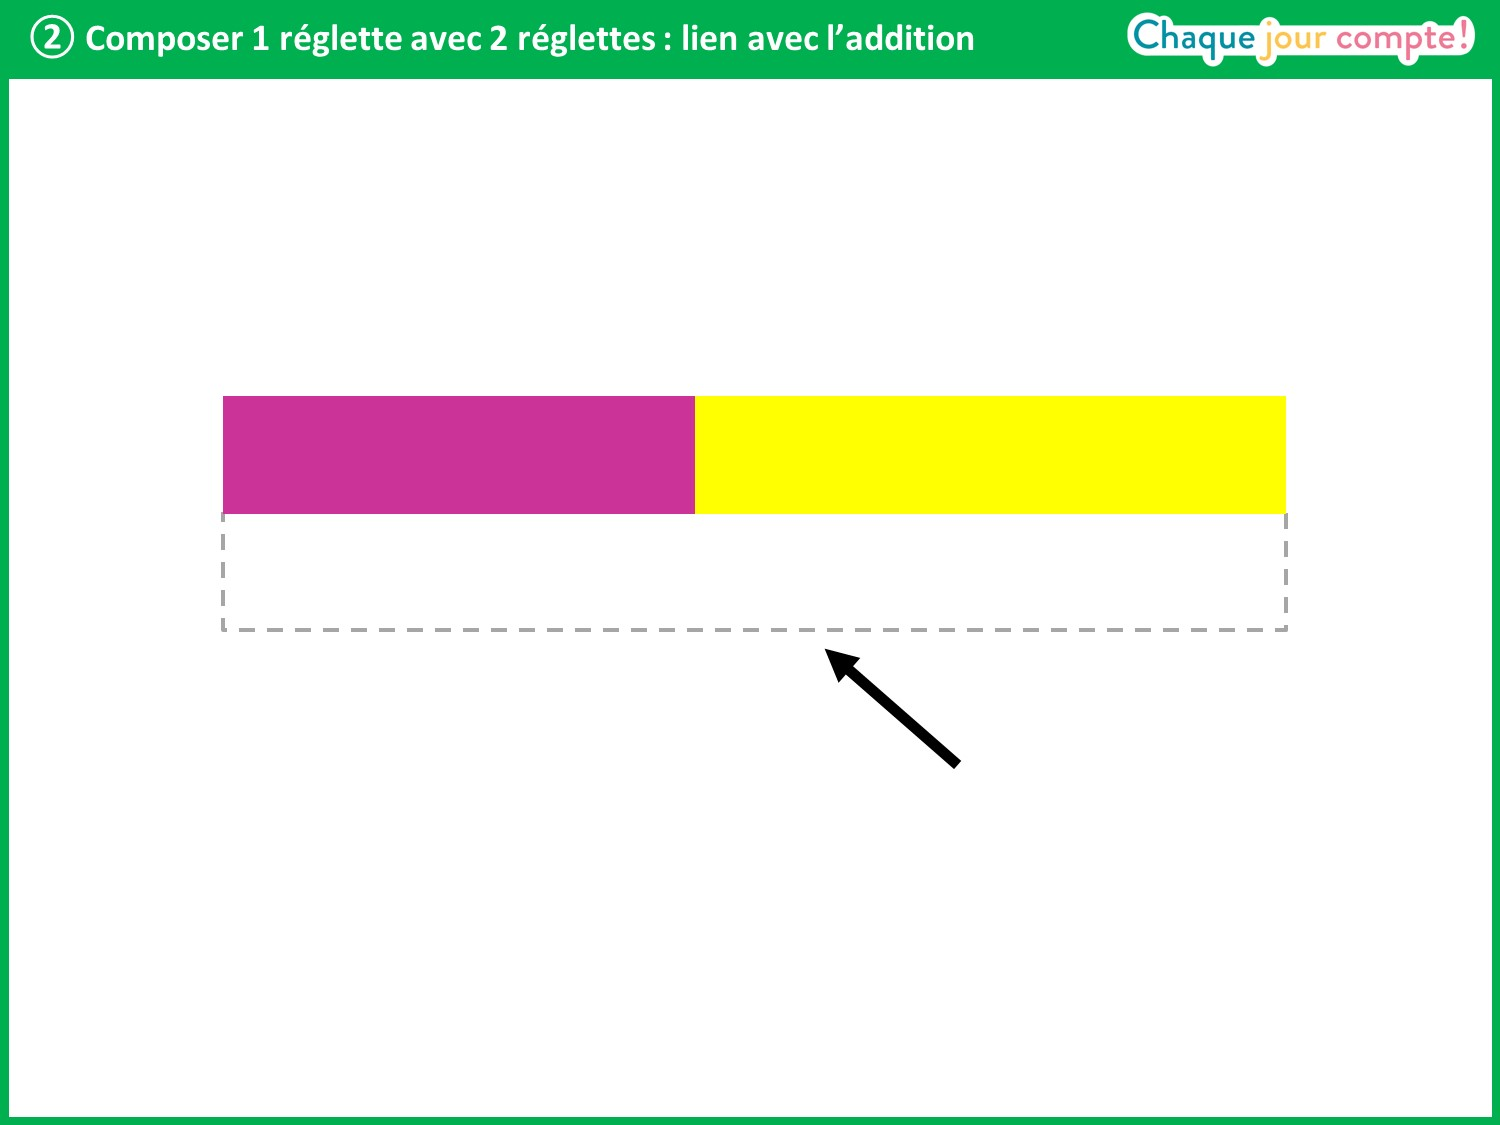 ② Composer 1 réglette avec 2 réglettes : lien avec l’addition
Chaque jour compte!